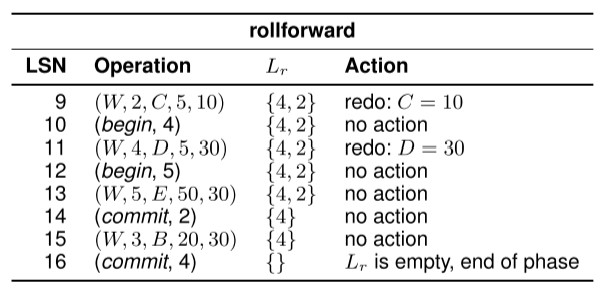 rollforward
LSN Operation Lr Action
9 (W, 2, C, 5, 10) {4, 2} redo: C = 10
10 (begin, 4) {4, 2} no action
11 (W, 4, D, 5, 30) {4, 2} redo: D = 30
12 (begin, 5) {4, 2} no action
13 (W, 5, E, 50, 30) {4, 2} no action
14 (commit, 2) {4} no action
15 (W, 3, B, 20, 30) {4} no action
16 (commit, 4) {} Lr is empty, end of phase